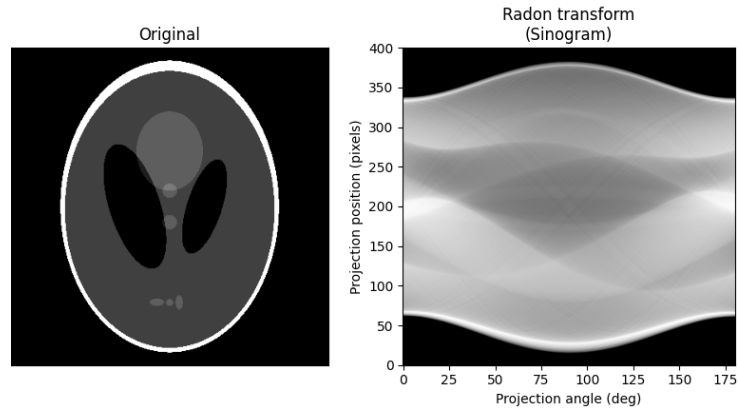 Original
Radon transform
(Sinogram)
Projection position (pixels)
400
350
300
250
200
150
100
50
0
0 25 50 75 100 125 150 175
Projection angle (deg)